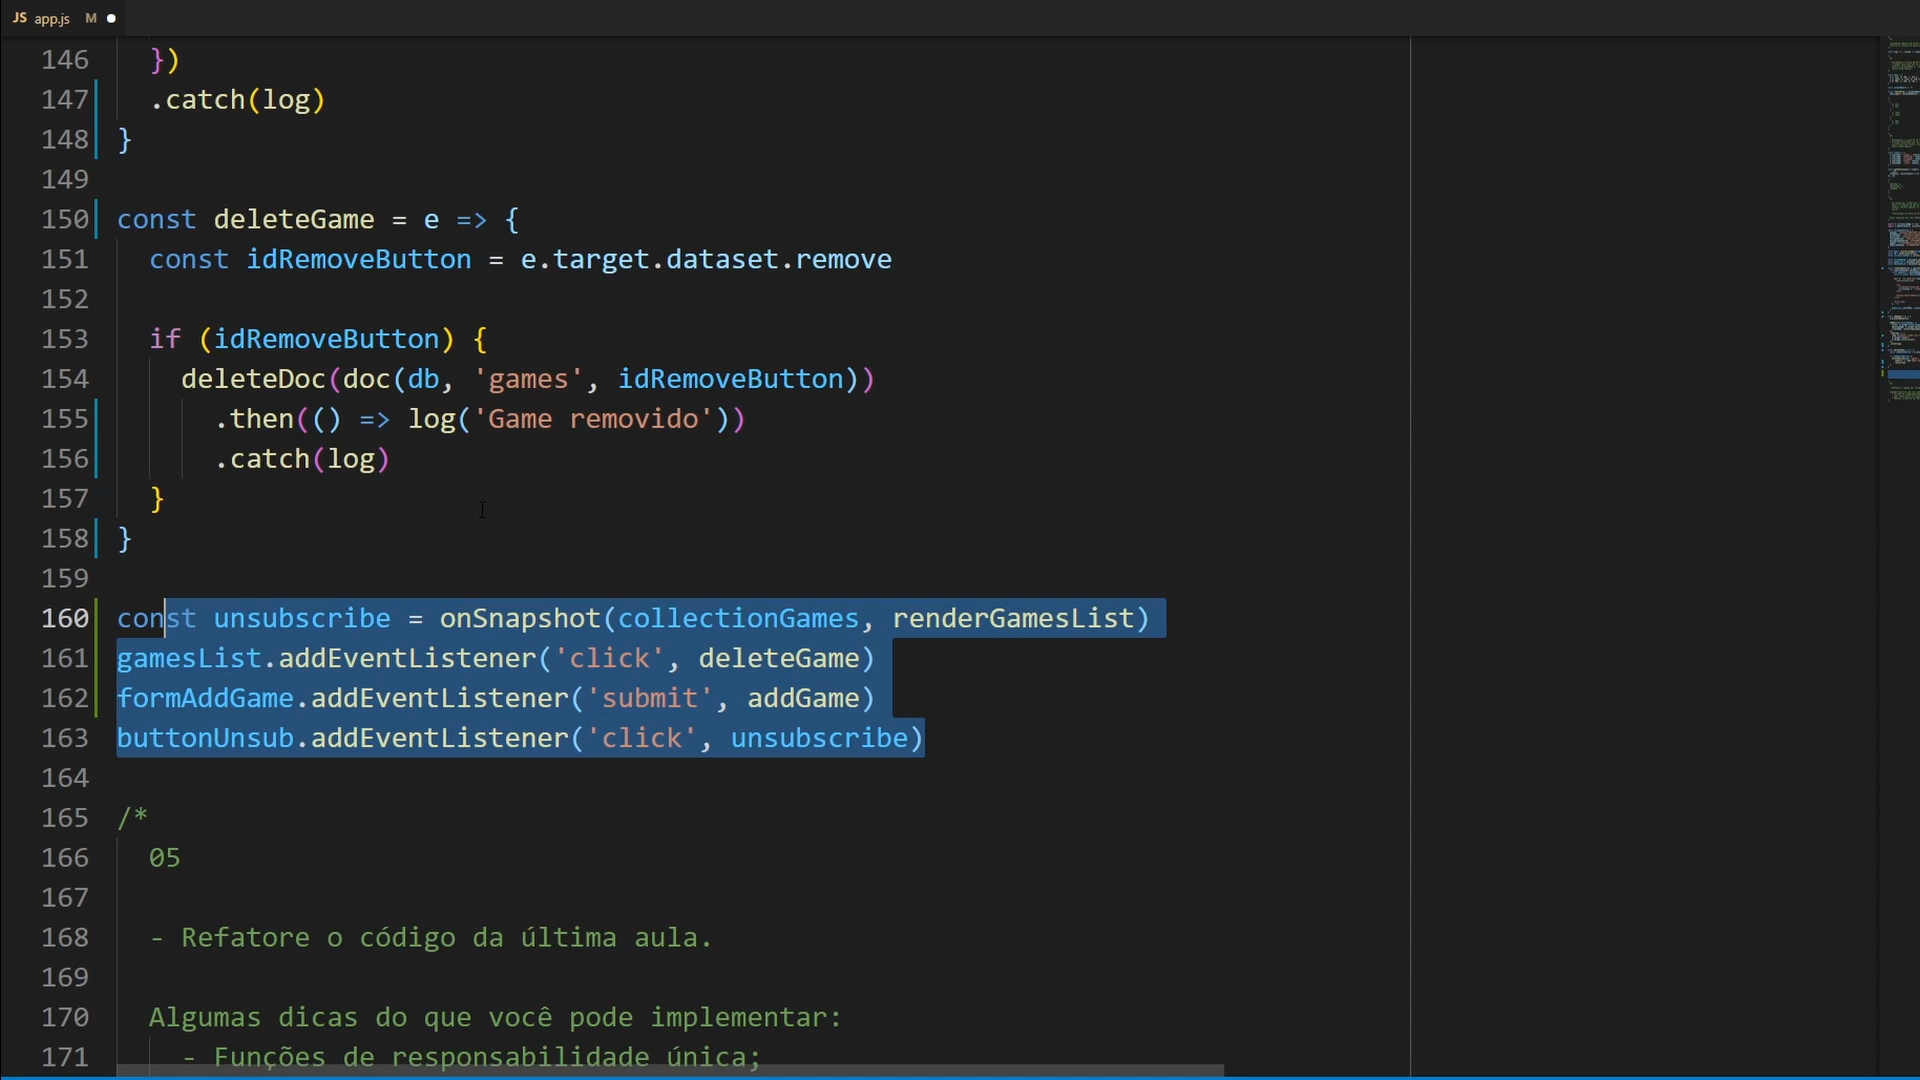 JS app.js M
146 })
147 .catch(log)
148 }
149
150 const deleteGame = e => {
151 const idRemoveButton = e.target.dataset.remove
152
153 if (idRemoveButton) {
154 deleteDoc(doc(db, 'games', idRemoveButton))
155 .then(() => log('Game removido'))
156 .catch(log)
157 }
158 }
159
160 const unsubscribe = onSnapshot(collectionGames, renderGamesList)
161 gamesList.addEventListener('click', deleteGame)
162 formAddGame.addEventListener('submit', addGame)
163 buttonUnsub.addEventListener('click', unsubscribe)
164
165 /*
166 05
167
168 - Refatore o código da última aula.
169
170 Algumas dicas do que você pode implementar:
171 - Funções de responsabilidade única;